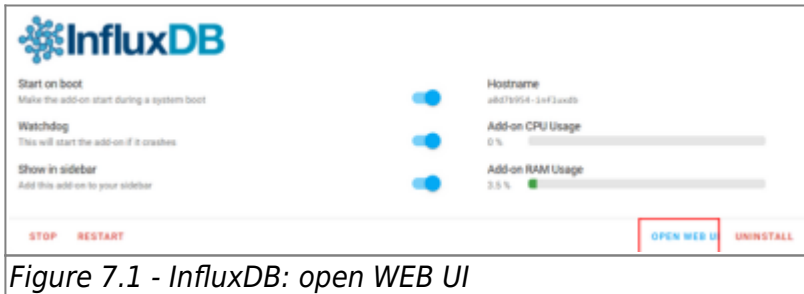 InfluxDB
Start on boot
Make the add-on start during a system boot
Hostname
a0d7b954-influxdb
Watchdog
This will start the add-on if it crashes
Add-on CPU Usage
0 %
Show in sidebar
Add this add-on to your sidebar
Add-on RAM Usage
3.5 %
STOP RESTART OPEN WEB UI UNINSTALL
Figure 7.1 - InfluxDB: open WEB UI